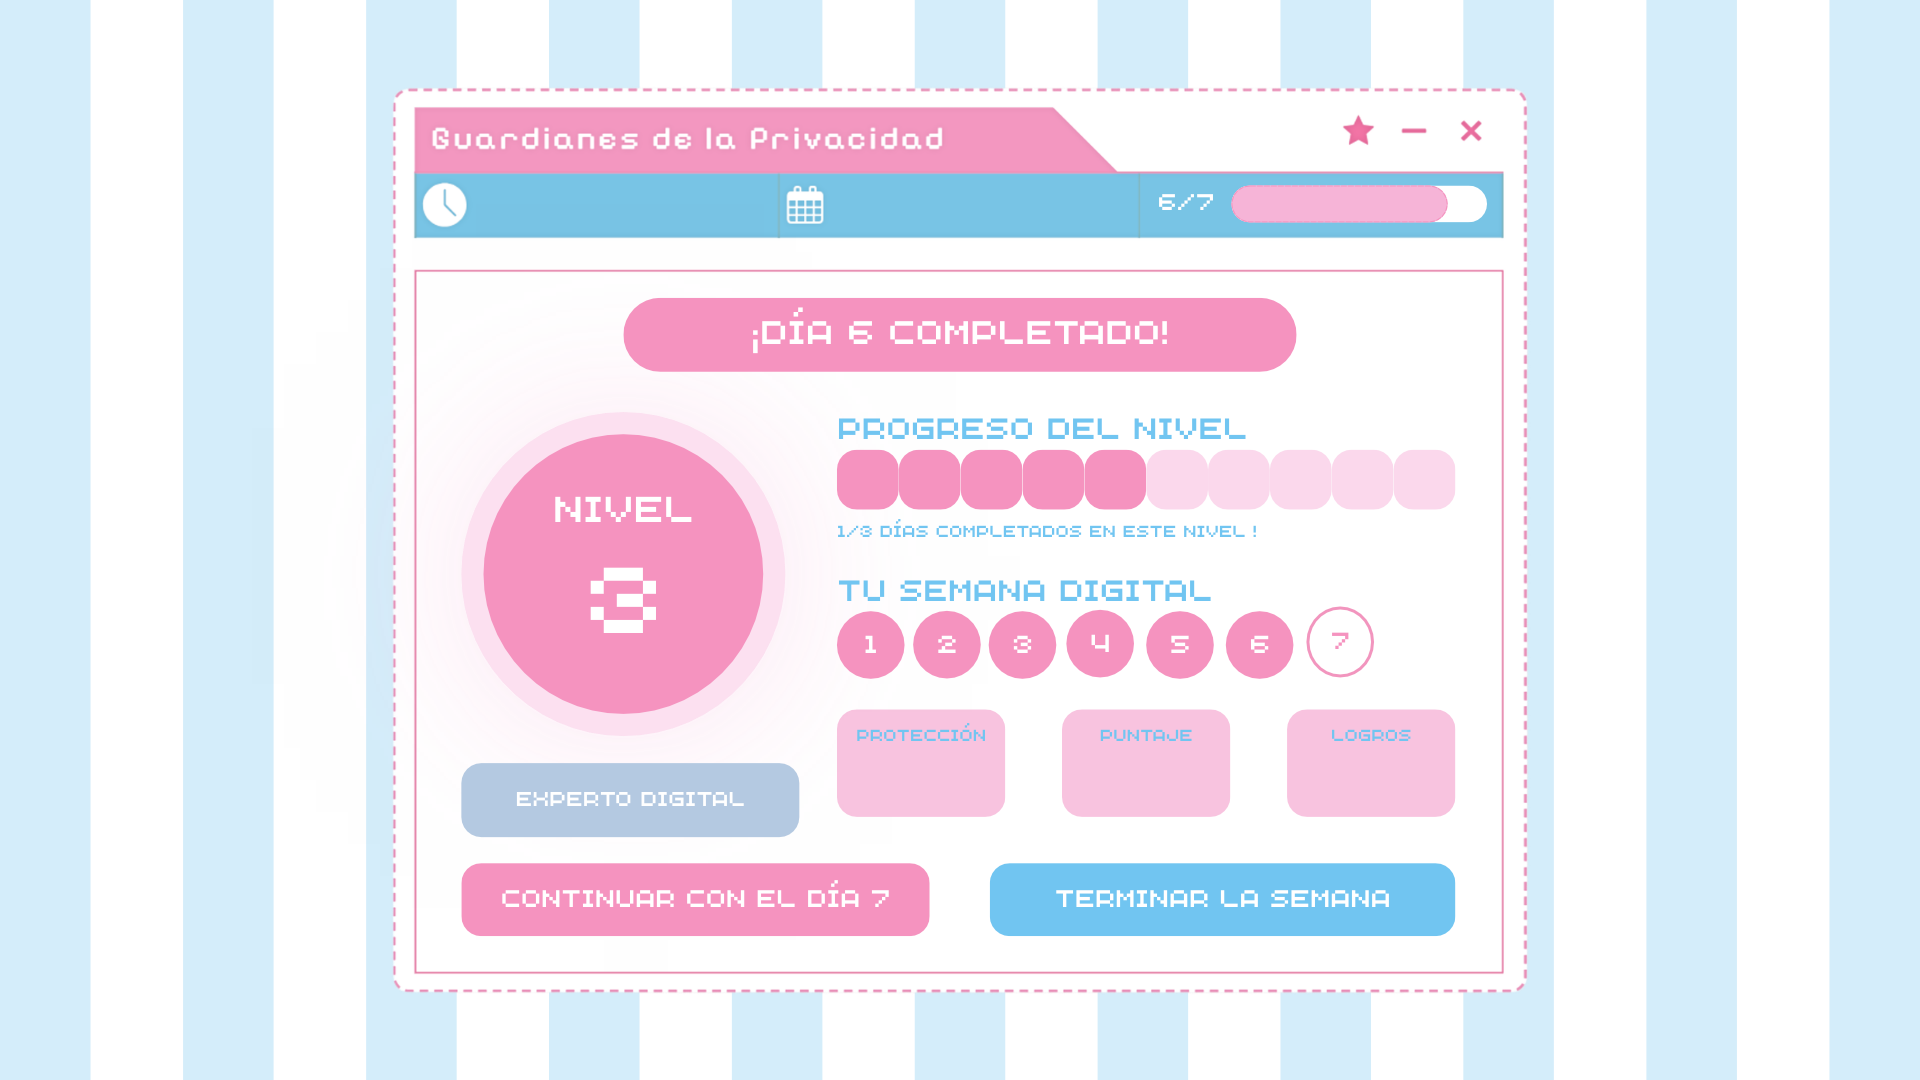 Guardianes de la Privacidad
6/7
¡DÍA 6 COMPLETADO!
NIVEL
3
PROGRESO DEL NIVEL
1/3 DÍAS COMPLETADOS EN ESTE NIVEL !
TU SEMANA DIGITAL
1 2 3 4 5 6 7
PROTECCIÓN PUNTAJE LOGROS
EXPERTO DIGITAL
CONTINUAR CON EL DÍA 7 TERMINAR LA SEMANA